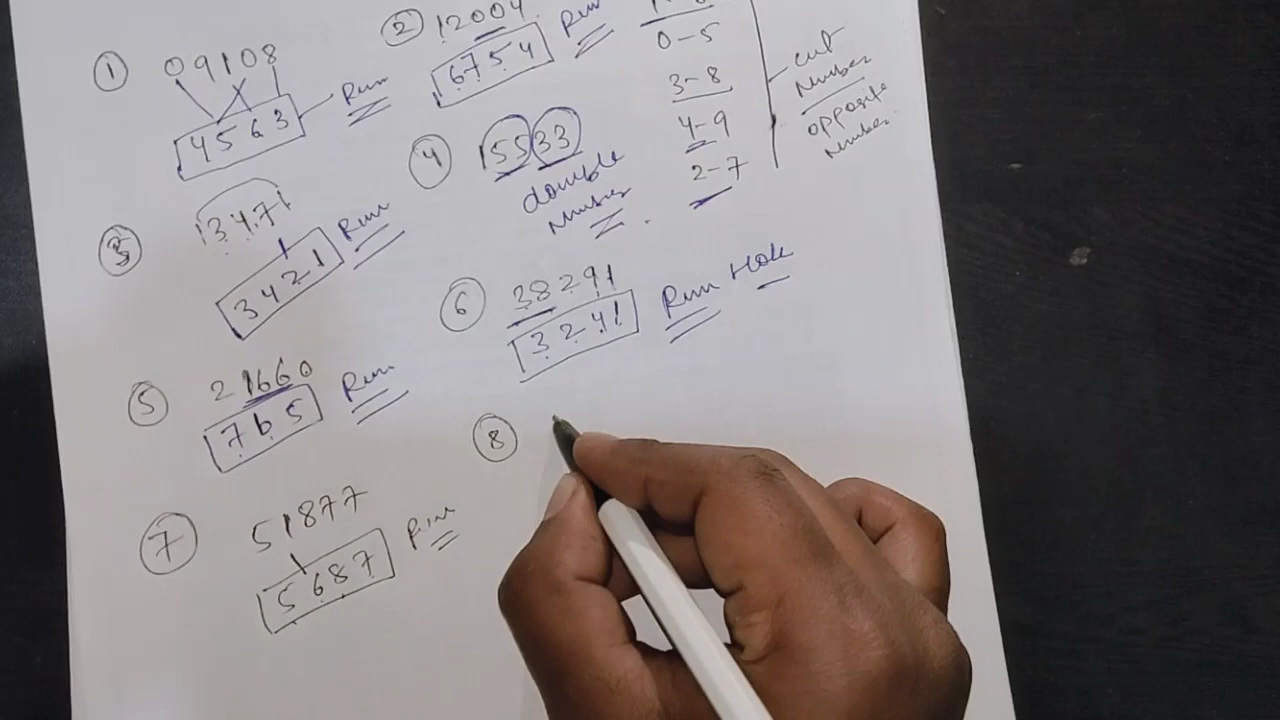 ① 09108
4563 Run
② 12004
6754 Run
0-5
3-8
4-9
2-7
cut
Number
opposite
Number
③ 13471
3421 Run
④ 15533
double
Number
⑤ 21660
765 Run
⑥ 38291
3241 Run
⑦ 51877
5687 Run
⑧